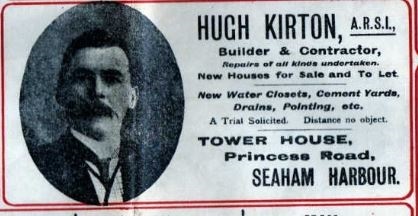 HUGH KIRTON, A.R.S.I.,
Builder & Contractor,
Repairs of all kinds undertaken.
New Houses for Sale and To Let
New Water Closets, Cement Yards,
Drains, Pointing, etc.
A Trial Solicited. Distance no object.
TOWER HOUSE,
Princess Road,
SEAHAM HARBOUR.